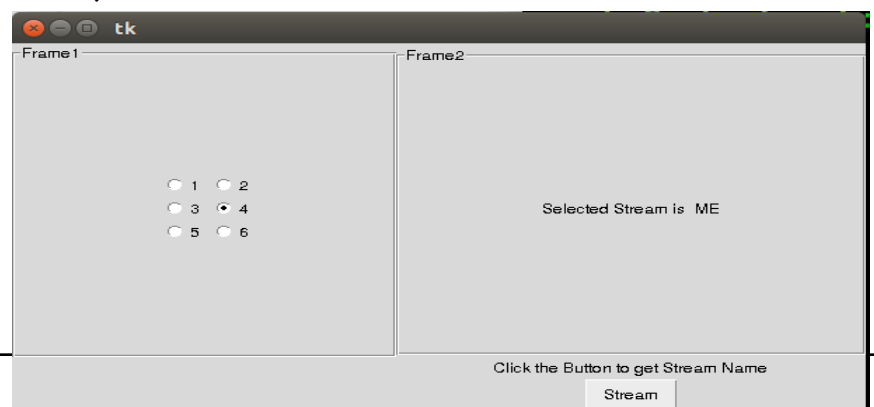 tk
Frame1
Frame2
1 2
3 4
5 6
Selected Stream is ME
Click the Button to get Stream Name
Stream